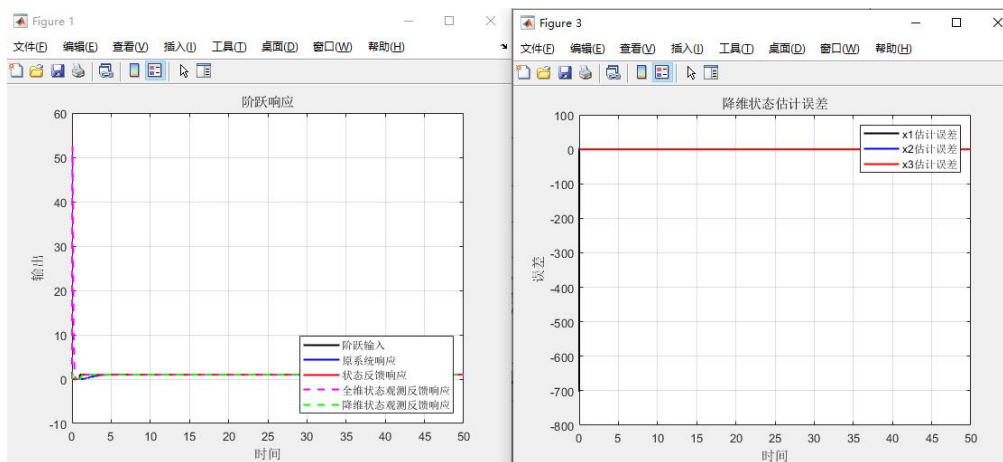 Figure 1
文件(F) 编辑(E) 查看(V) 插入(I) 工具(T) 桌面(D) 窗口(W) 帮助(H)
阶跃响应
60
50
40
30
20
10
0
-10
输出
0 5 10 15 20 25 30 35 40 45 50
时间
阶跃输入
原系统响应
状态反馈响应
全维状态观测反馈响应
降维状态观测反馈响应
Figure 3
文件(F) 编辑(E) 查看(V) 插入(I) 工具(T) 桌面(D) 窗口(W) 帮助(H)
降维状态估计误差
100
0
-100
-200
-300
-400
-500
-600
-700
-800
误差
0 5 10 15 20 25 30 35 40 45 50
时间
x1估计误差
x2估计误差
x3估计误差